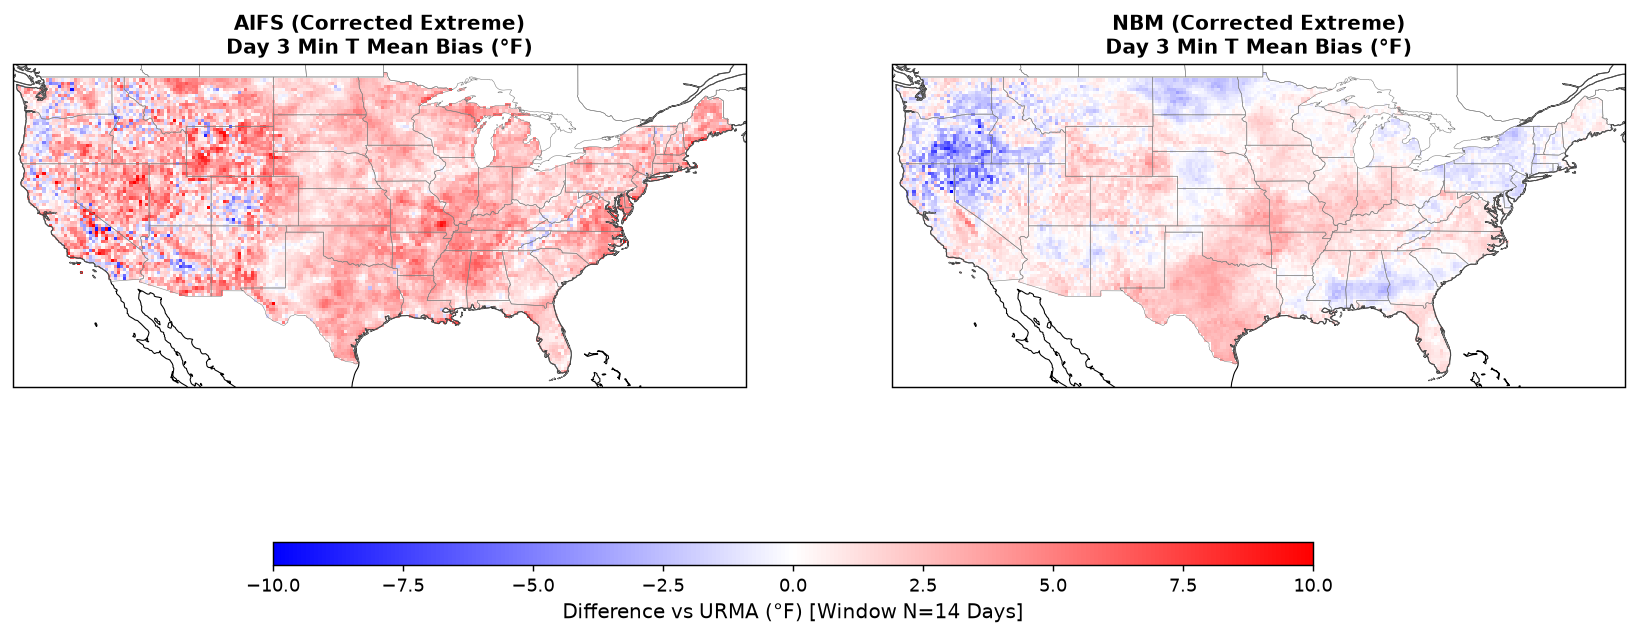 AIFS (Corrected Extreme)
Day 3 Min T Mean Bias (°F)
NBM (Corrected Extreme)
Day 3 Min T Mean Bias (°F)
−10.0 −7.5 −5.0 −2.5 0.0 2.5 5.0 7.5 10.0
Difference vs URMA (°F) [Window N=14 Days]